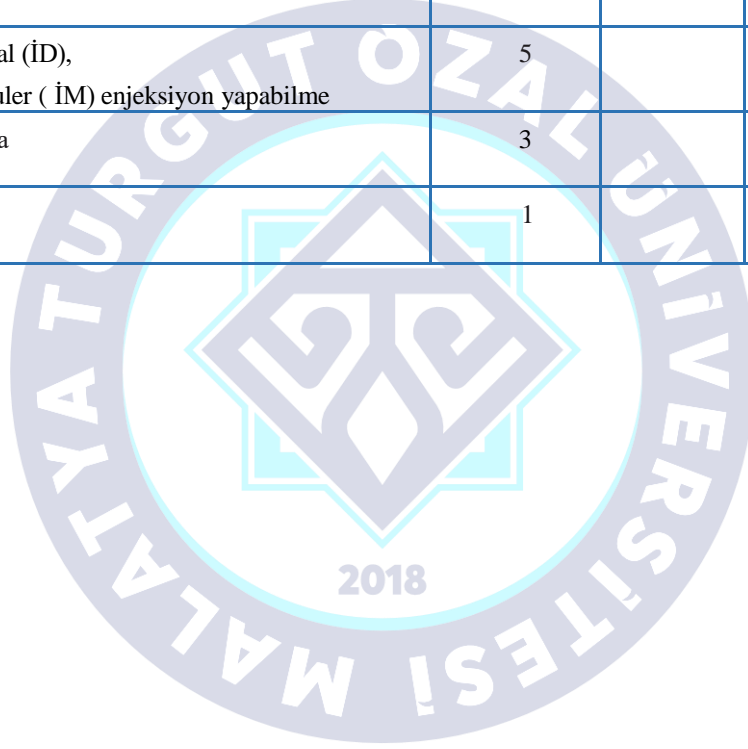 al (İD), 5
uler ( İM) enjeksiyon yapabilme
a 3
1
MALATYA TURGUT ÖZAL ÜNİVERSİTESİ
2018